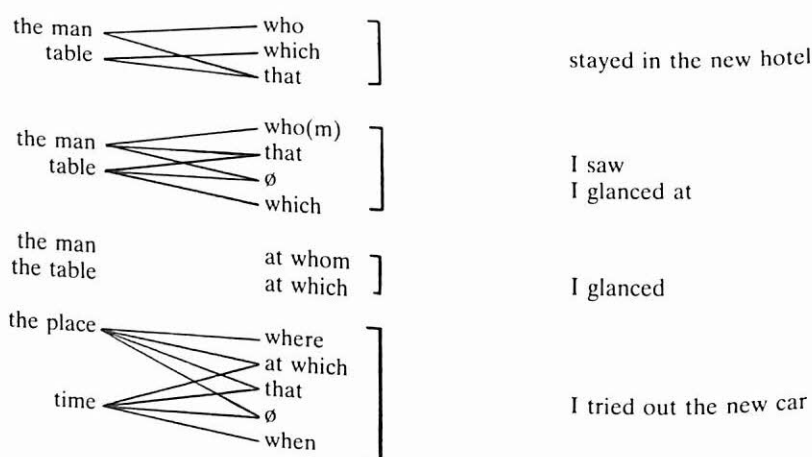 the man who
table which
that
stayed in the new hotel
the man who(m)
table that
ø
which
I saw
I glanced at
the man
the table
at whom
at which
I glanced
the place where
at which
that
time ø
when
I tried out the new car